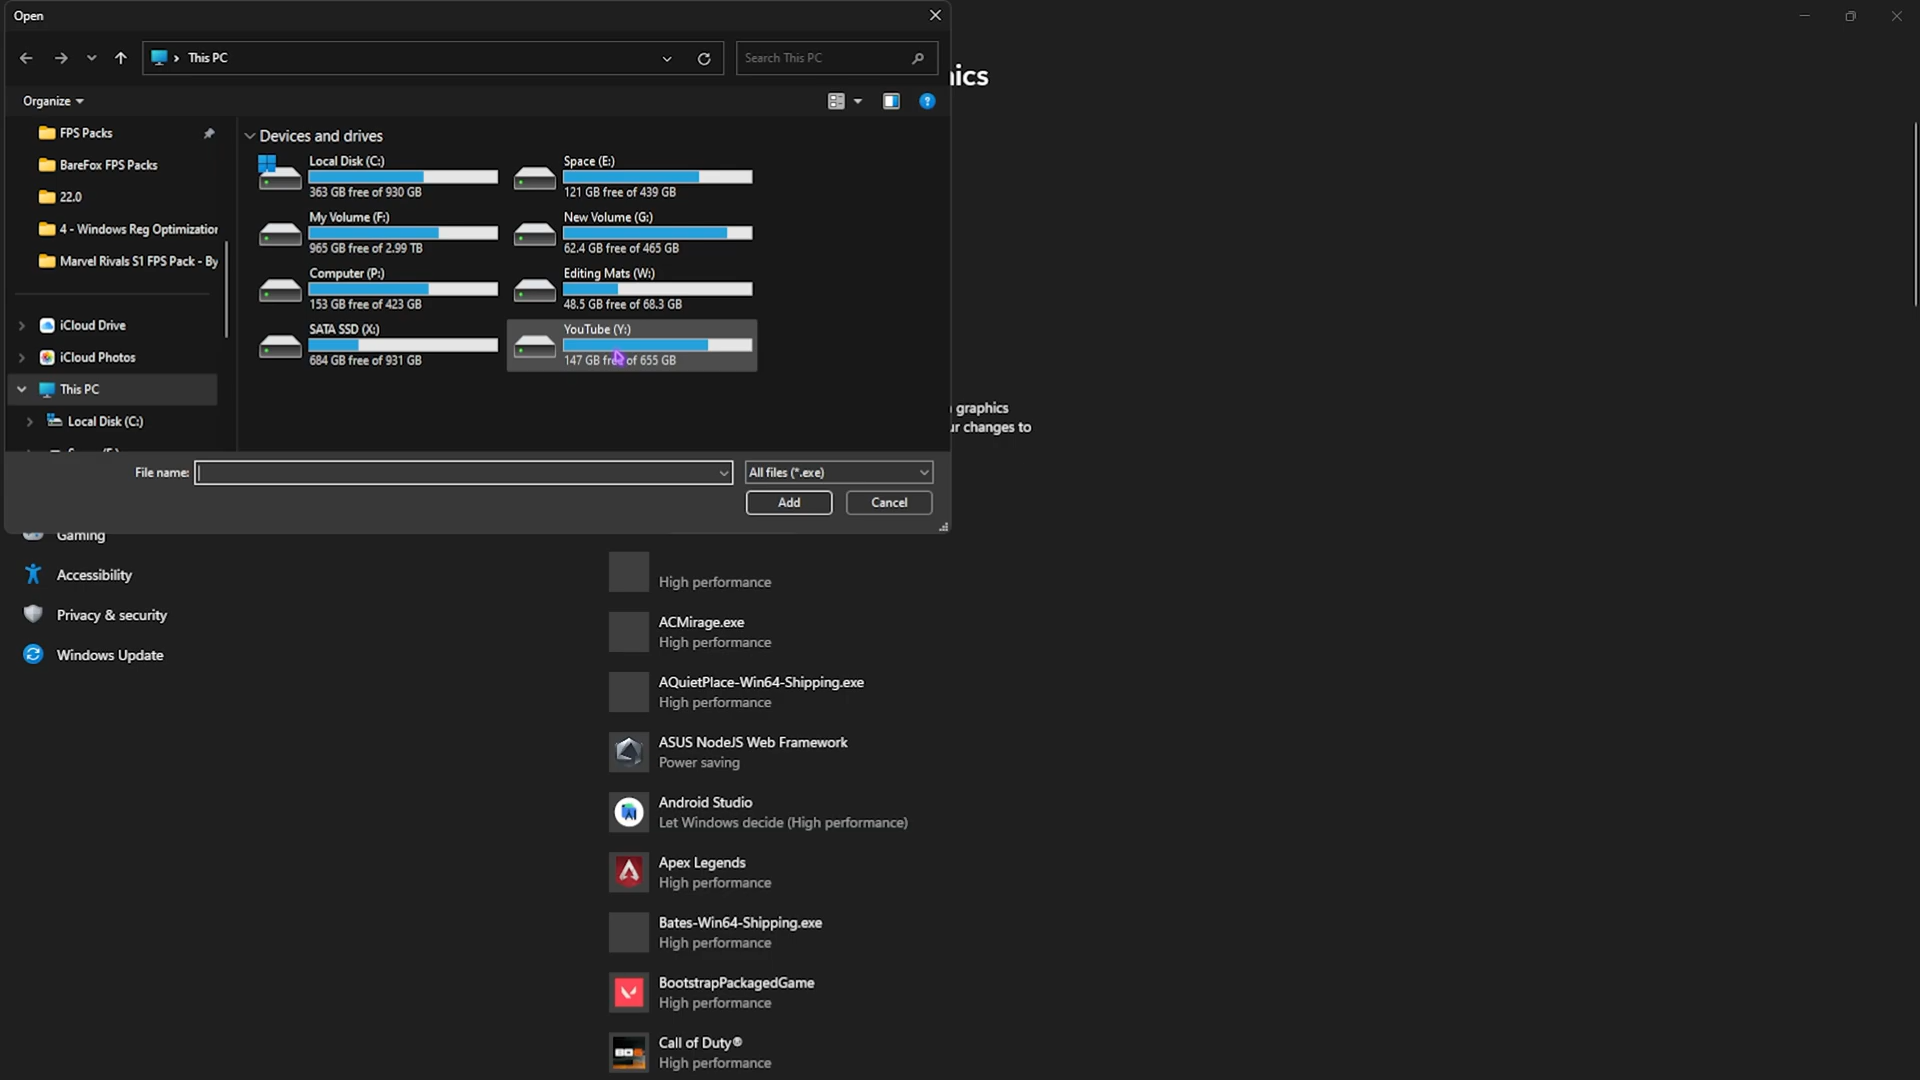 Open
This PC
Search This PC
ics
Organize
FPS Packs
BareFox FPS Packs
22.0
4 - Windows Reg Optimization
Marvel Rivals S1 FPS Pack - By
iCloud Drive
iCloud Photos
This PC
Local Disk (C:)
Devices and drives
Local Disk (C:)
363 GB free of 930 GB
Space (E:)
121 GB free of 439 GB
My Volume (F:)
965 GB free of 2.99 TB
New Volume (G:)
62.4 GB free of 465 GB
Computer (P:)
153 GB free of 423 GB
Editing Mats (W:)
48.5 GB free of 68.3 GB
SATA SSD (X:)
684 GB free of 931 GB
YouTube (Y:)
147 GB free of 655 GB
graphics
ur changes to
File name:
All files (*.exe)
Add
Cancel
Gaming
Accessibility
Privacy & security
Windows Update
High performance
ACMirage.exe
High performance
AQuietPlace-Win64-Shipping.exe
High performance
ASUS NodeJS Web Framework
Power saving
Android Studio
Let Windows decide (High performance)
Apex Legends
High performance
Bates-Win64-Shipping.exe
High performance
BootstrapPackagedGame
High performance
Call of Duty®
High performance